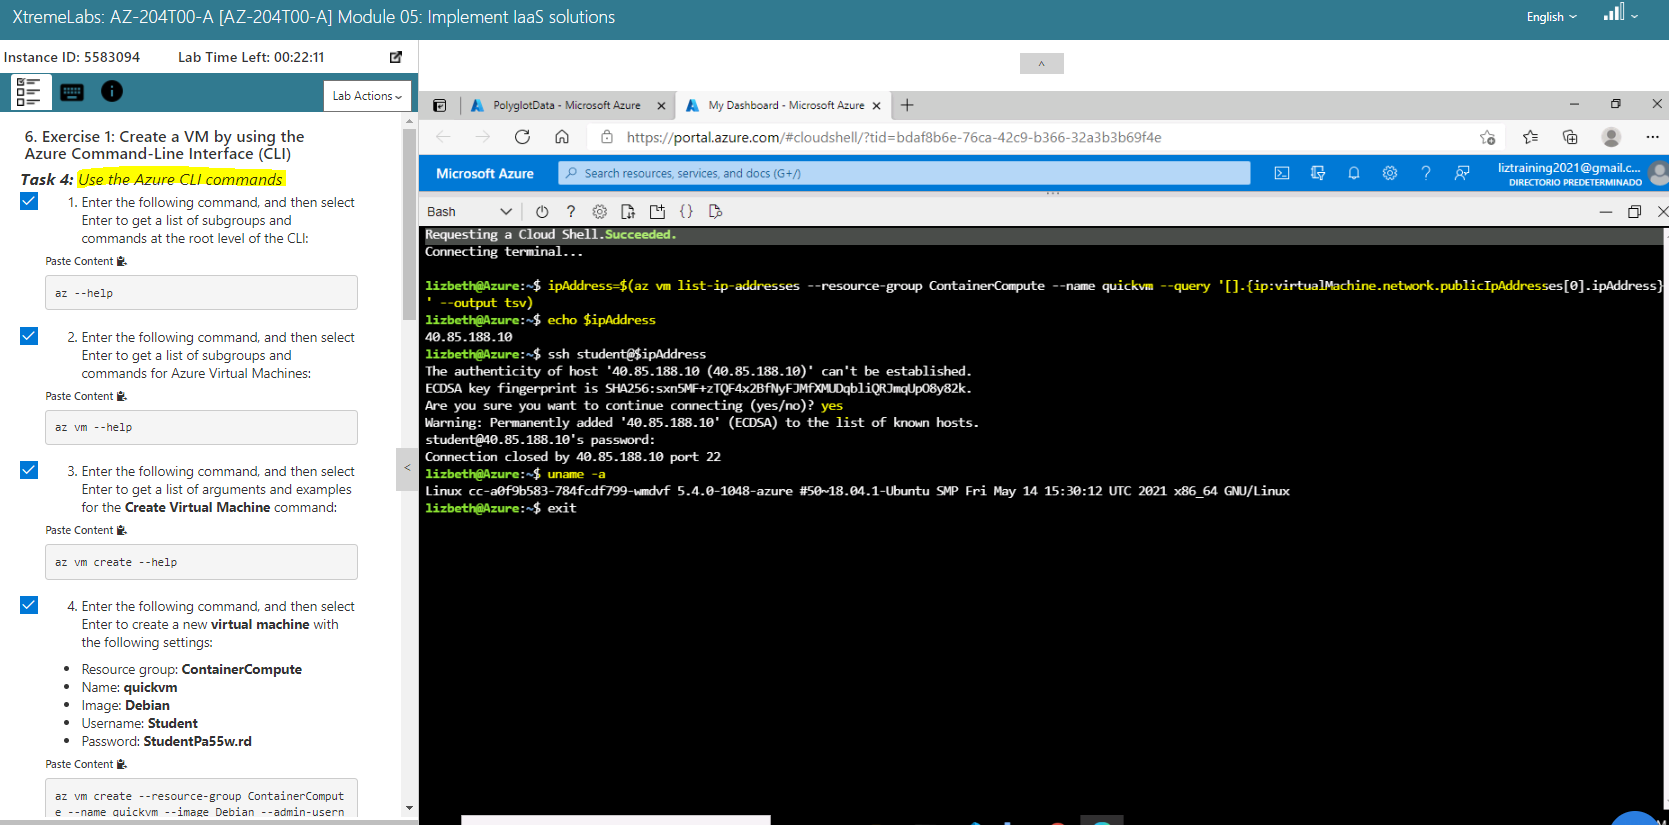 XtremeLabs: AZ-204T00-A [AZ-204T00-A] Module 05: Implement IaaS solutions
English
Instance ID: 5583094
Lab Time Left: 00:22:11
Lab Actions
6. Exercise 1: Create a VM by using the
Azure Command-Line Interface (CLI)
Task 4: Use the Azure CLI commands
1. Enter the following command, and then select
Enter to get a list of subgroups and
commands at the root level of the CLI:
Paste Content
az --help
2. Enter the following command, and then select
Enter to get a list of subgroups and
commands for Azure Virtual Machines:
Paste Content
az vm --help
3. Enter the following command, and then select
Enter to get a list of arguments and examples
for the Create Virtual Machine command:
Paste Content
az vm create --help
4. Enter the following command, and then select
Enter to create a new virtual machine with
the following settings:
• Resource group: ContainerCompute
• Name: quickvm
• Image: Debian
• Username: Student
• Password: StudentPa55w.rd
Paste Content
az vm create --resource-group ContainerComput
e --name quickvm --image Debian --admin-usern
PolyglotData - Microsoft Azure
My Dashboard - Microsoft Azure
https://portal.azure.com/#cloudshell/?tid=bdaf8b6e-76ca-42c9-b366-32a3b3b69f4e
Microsoft Azure
Search resources, services, and docs (G+/)
liztraining2021@gmail.c...
DIRECTORIO PREDETERMINADO
Bash
Requesting a Cloud Shell.Succeeded.
Connecting terminal...
lizbeth@Azure:~$ ipAddress=$(az vm list-ip-addresses --resource-group ContainerCompute --name quickvm --query '[].{ip:virtualMachine.network.publicIpAddresses[0].ipAddress}
' --output tsv)
lizbeth@Azure:~$ echo $ipAddress
40.85.188.10
lizbeth@Azure:~$ ssh student@$ipAddress
The authenticity of host '40.85.188.10 (40.85.188.10)' can't be established.
ECDSA key fingerprint is SHA256:sxn5MF+zTQF4x2BfNyFJMfXMUDqbliQRJmqUpO8y82k.
Are you sure you want to continue connecting (yes/no)? yes
Warning: Permanently added '40.85.188.10' (ECDSA) to the list of known hosts.
student@40.85.188.10's password:
Connection closed by 40.85.188.10 port 22
lizbeth@Azure:~$ uname -a
Linux cc-a0f9b583-784fcdf799-wmdvf 5.4.0-1048-azure #50~18.04.1-Ubuntu SMP Fri May 14 15:30:12 UTC 2021 x86_64 GNU/Linux
lizbeth@Azure:~$ exit